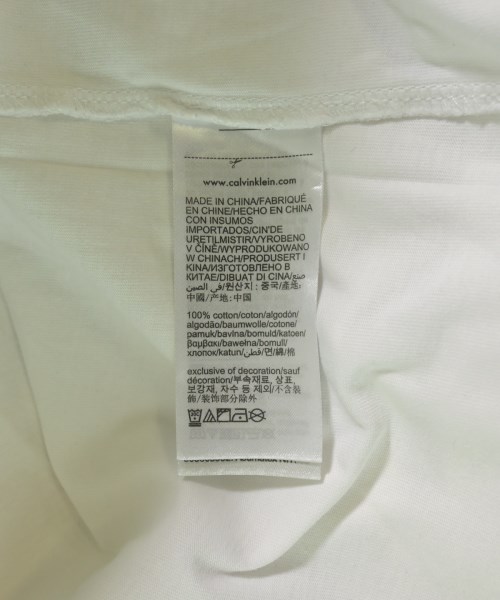 www.calvinklein.com
MADE IN CHINA/FABRIQUÉ
EN CHINE/HECHO EN CHINA
CON INSUMOS
IMPORTADOS/CIN'DE
URETILMISTIR/VYROBENO
V ČÍNĚ/WYPRODUKOWANO
W CHINACH/PRODUSERT I
KINA/ИЗГОТОВЛЕНО В
КИТАЕ/DIBUAT DI CINA/صنع
في الصين/원산지 : 중국/產地:
中國/产地:中国
100% cotton/coton/algodón/
algodão/baumwolle/cotone/
pamuk/bavlna/bomuld/katoen/
βαμβακι/bawełna/bomull/
хлопок/katun/قطن/면/綿/棉
exclusive of decoration/sauf
décoration/부속재료, 상표,
보강재, 자수 등 제외/不含裝
飾/装饰部分除外